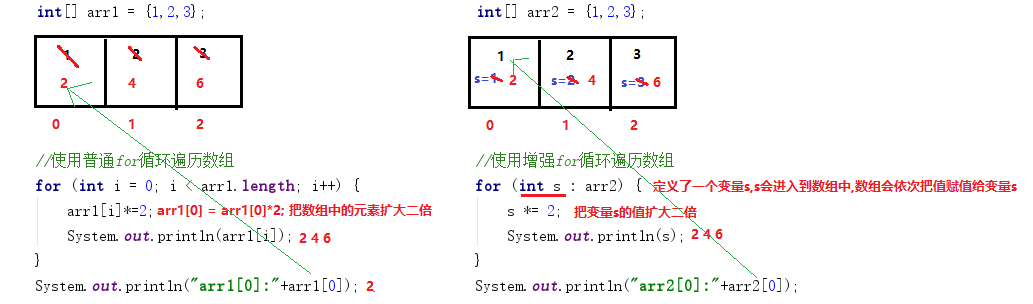 int[] arr1 = {1,2,3};
1 2 3
2 4 6
0 1 2
//使用普通for循环遍历数组
for (int i = 0; i < arr1.length; i++) {
arr1[i]*=2; arr1[0] = arr1[0]*2; 把数组中的元素扩大二倍
System.out.println(arr1[i]); 2 4 6
}
System.out.println("arr1[0]:"+arr1[0]); 2
int[] arr2 = {1,2,3};
1 2 3
s=1 2 s=2 4 s=3 6
0 1 2
//使用增强for循环遍历数组
for (int s : arr2) { 定义了一个变量s,s会进入到数组中,数组会依次把值赋值给变量s
s *= 2; 把变量s的值扩大二倍
System.out.println(s); 2 4 6
}
System.out.println("arr2[0]:"+arr2[0]);